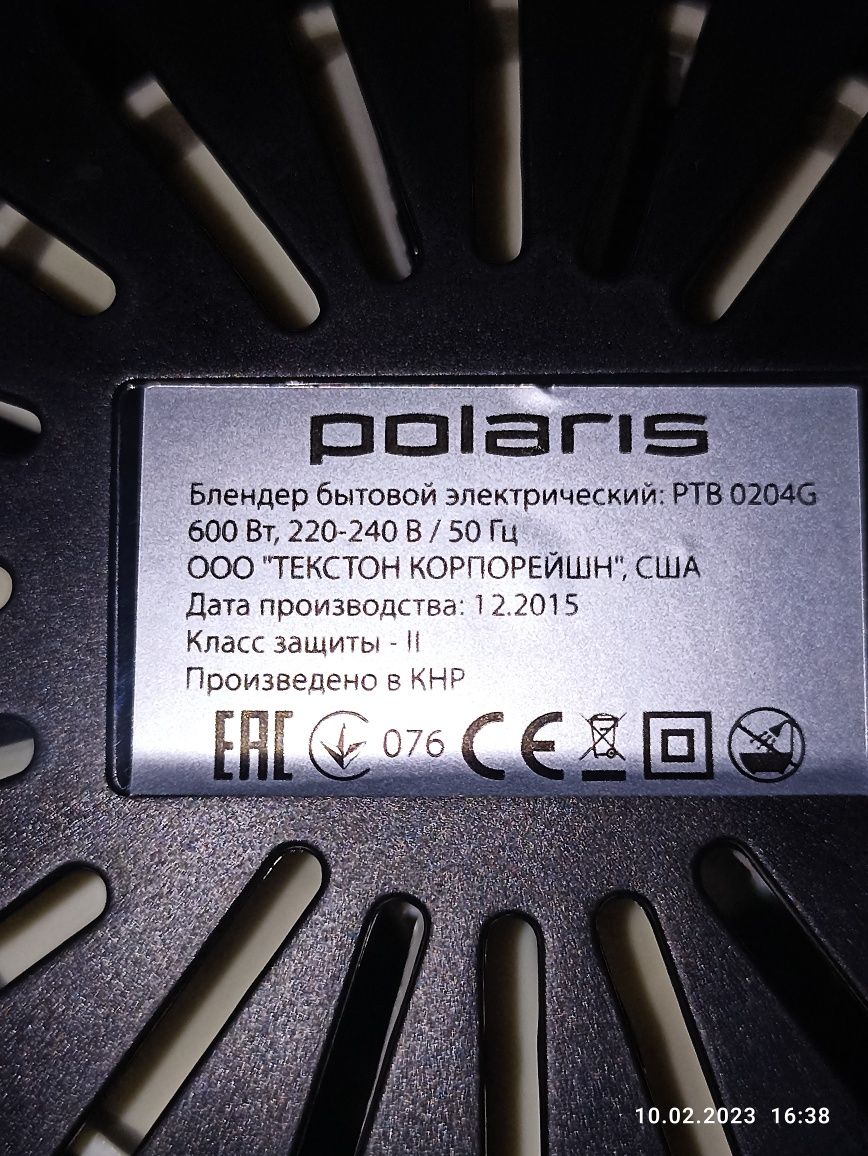 polaris
Блендер бытовой электрический: PTB 0204G
600 Вт, 220-240 В / 50 Гц
ООО "ТЕКСТОН КОРПОРЕЙШН", США
Дата производства: 12.2015
Класс защиты - II
Произведено в КНР
EAC 076 CE
10.02.2023 16:38